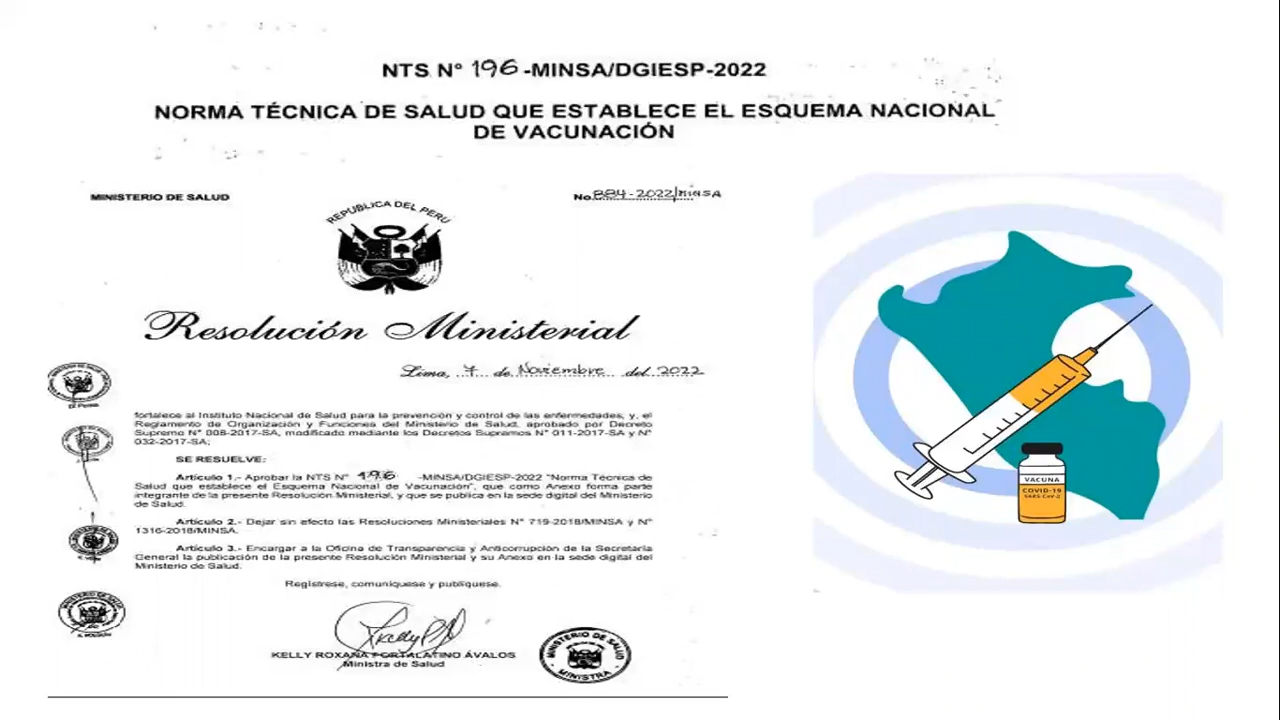 NTS N° 196-MINSA/DGIESP-2022
NORMA TÉCNICA DE SALUD QUE ESTABLECE EL ESQUEMA NACIONAL
DE VACUNACIÓN
MINISTERIO DE SALUD
No. 884-2022/MINSA
REPUBLICA DEL PERU
Resolución Ministerial
Lima, 7 de Noviembre del 2022
fortalece al Instituto Nacional de Salud para la prevención y control de las enfermedades; y, el
Reglamento de Organización y Funciones del Ministerio de Salud, aprobado por Decreto
Supremo N° 008-2017-SA, modificado mediante los Decretos Supremos N° 011-2017-SA y N°
032-2017-SA;
SE RESUELVE:
Artículo 1.- Aprobar la NTS N° 196 -MINSA/DGIESP-2022 "Norma Técnica de
Salud que establece el Esquema Nacional de Vacunación", que como Anexo forma parte
integrante de la presente Resolución Ministerial, y que se publica en la sede digital del Ministerio
de Salud.
Artículo 2.- Dejar sin efecto las Resoluciones Ministeriales N° 719-2018/MINSA y N°
1316-2018/MINSA.
Artículo 3.- Encargar a la Oficina de Transparencia y Anticorrupción de la Secretaría
General la publicación de la presente Resolución Ministerial y su Anexo en la sede digital del
Ministerio de Salud.
Regístrese, comuníquese y publíquese.
KELLY ROXANA PORTALATINO ÁVALOS
Ministra de Salud
MINISTERIO DE SALUD
MINISTRA
VACUNA
COVID-19
SARS-CoV-2